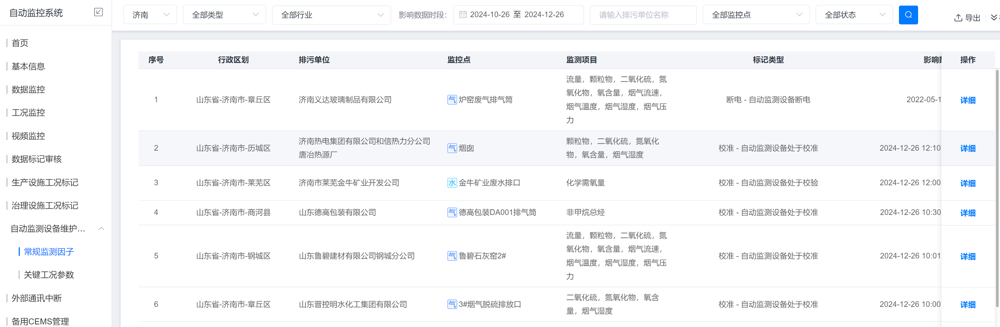 自动监控系统
首页
基本信息
数据监控
工况监控
视频监控
数据标记审核
生产设施工况标记
治理设施工况标记
自动监测设备维护...
常规监测因子
关键工况参数
外部通讯中断
备用CEMS管理
济南
全部类型
全部行业
影响数据时段：
2024-10-26 至 2024-12-26
请输入排污单位名称
全部监控点
全部状态
导出
序号 行政区划 排污单位 监控点 监测项目 标记类型 影响 操作
1 山东省-济南市-章丘区 济南义达玻璃制品有限公司 气 炉窑废气排气筒
流量，颗粒物，二氧化硫，氮
氧化物，氧含量，烟气流速，
烟气温度，烟气湿度，烟气压
力
断电 - 自动监测设备断电 2022-05-1 详细
2 山东省-济南市-历城区
济南热电集团有限公司和信热力分公司
唐冶热源厂
气 烟囱
颗粒物，二氧化硫，氮氧化
物，氧含量，烟气湿度
校准 - 自动监测设备处于校准 2024-12-26 12:10 详细
3 山东省-济南市-莱芜区 济南市莱芜金牛矿业开发公司 水 金牛矿业废水排口 化学需氧量 校准 - 自动监测设备处于校验 2024-12-26 12:00 详细
4 山东省-济南市-商河县 山东德高包装有限公司 气 德高包装DA001排气筒 非甲烷总烃 校准 - 自动监测设备处于校准 2024-12-26 10:30 详细
5 山东省-济南市-钢城区 山东鲁碧建材有限公司钢城分公司 气 鲁碧石灰窑2#
流量，颗粒物，二氧化硫，氮
氧化物，氧含量，烟气流速，
烟气温度，烟气湿度，烟气压
力
校准 - 自动监测设备处于校准 2024-12-26 10:01 详细
6 山东省-济南市-章丘区 山东晋控明水化工集团有限公司 气 3#烟气脱硫排放口
二氧化硫，氮氧化物，氧含
量，烟气湿度
校准 - 自动监测设备处于校准 2024-12-26 10:00 详细